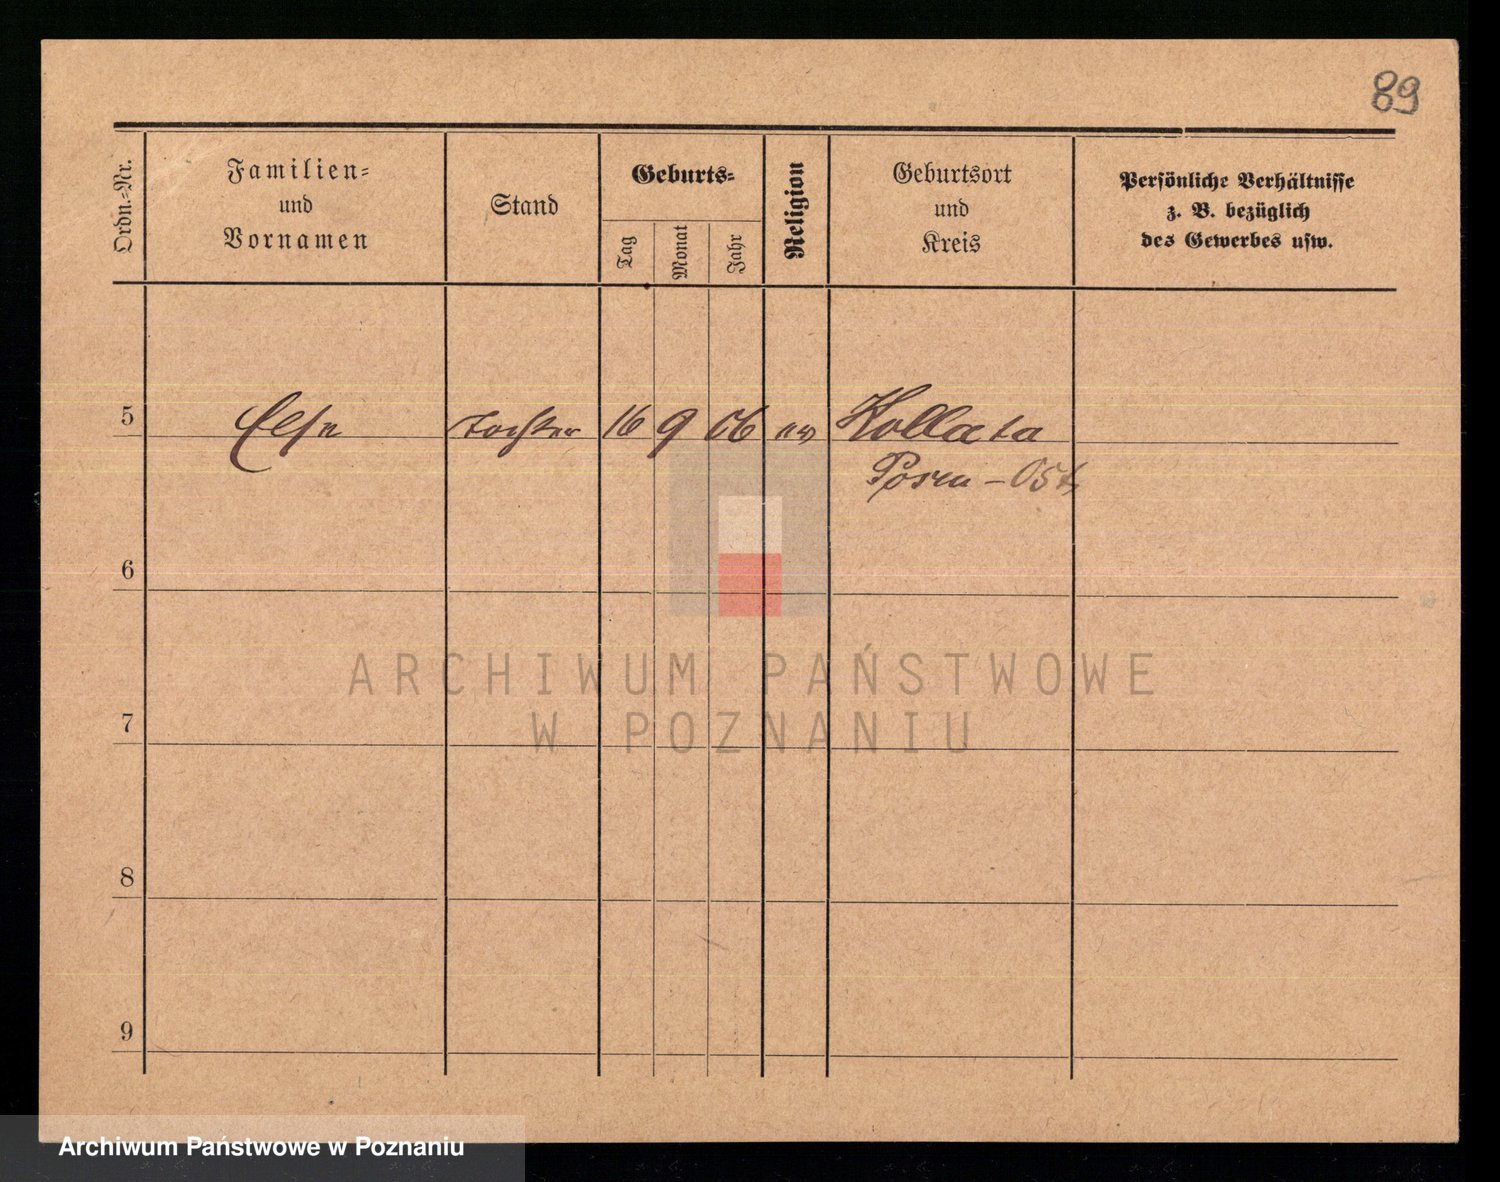 89
Ordn.-Nr.
Familien-
und
Vornamen
Stand
Geburts-
Tag
Monat
Jahr
Religion
Geburtsort
und
Kreis
Persönliche Verhältnisse
z. B. bezüglich
des Gewerbes usw.
5 Else Tochter 16 9 06 ev Kollata
Posen - Ost,
6
7
8
9
ARCHIWUM PAŃSTWOWE
W POZNANIU
Archiwum Państwowe w Poznaniu